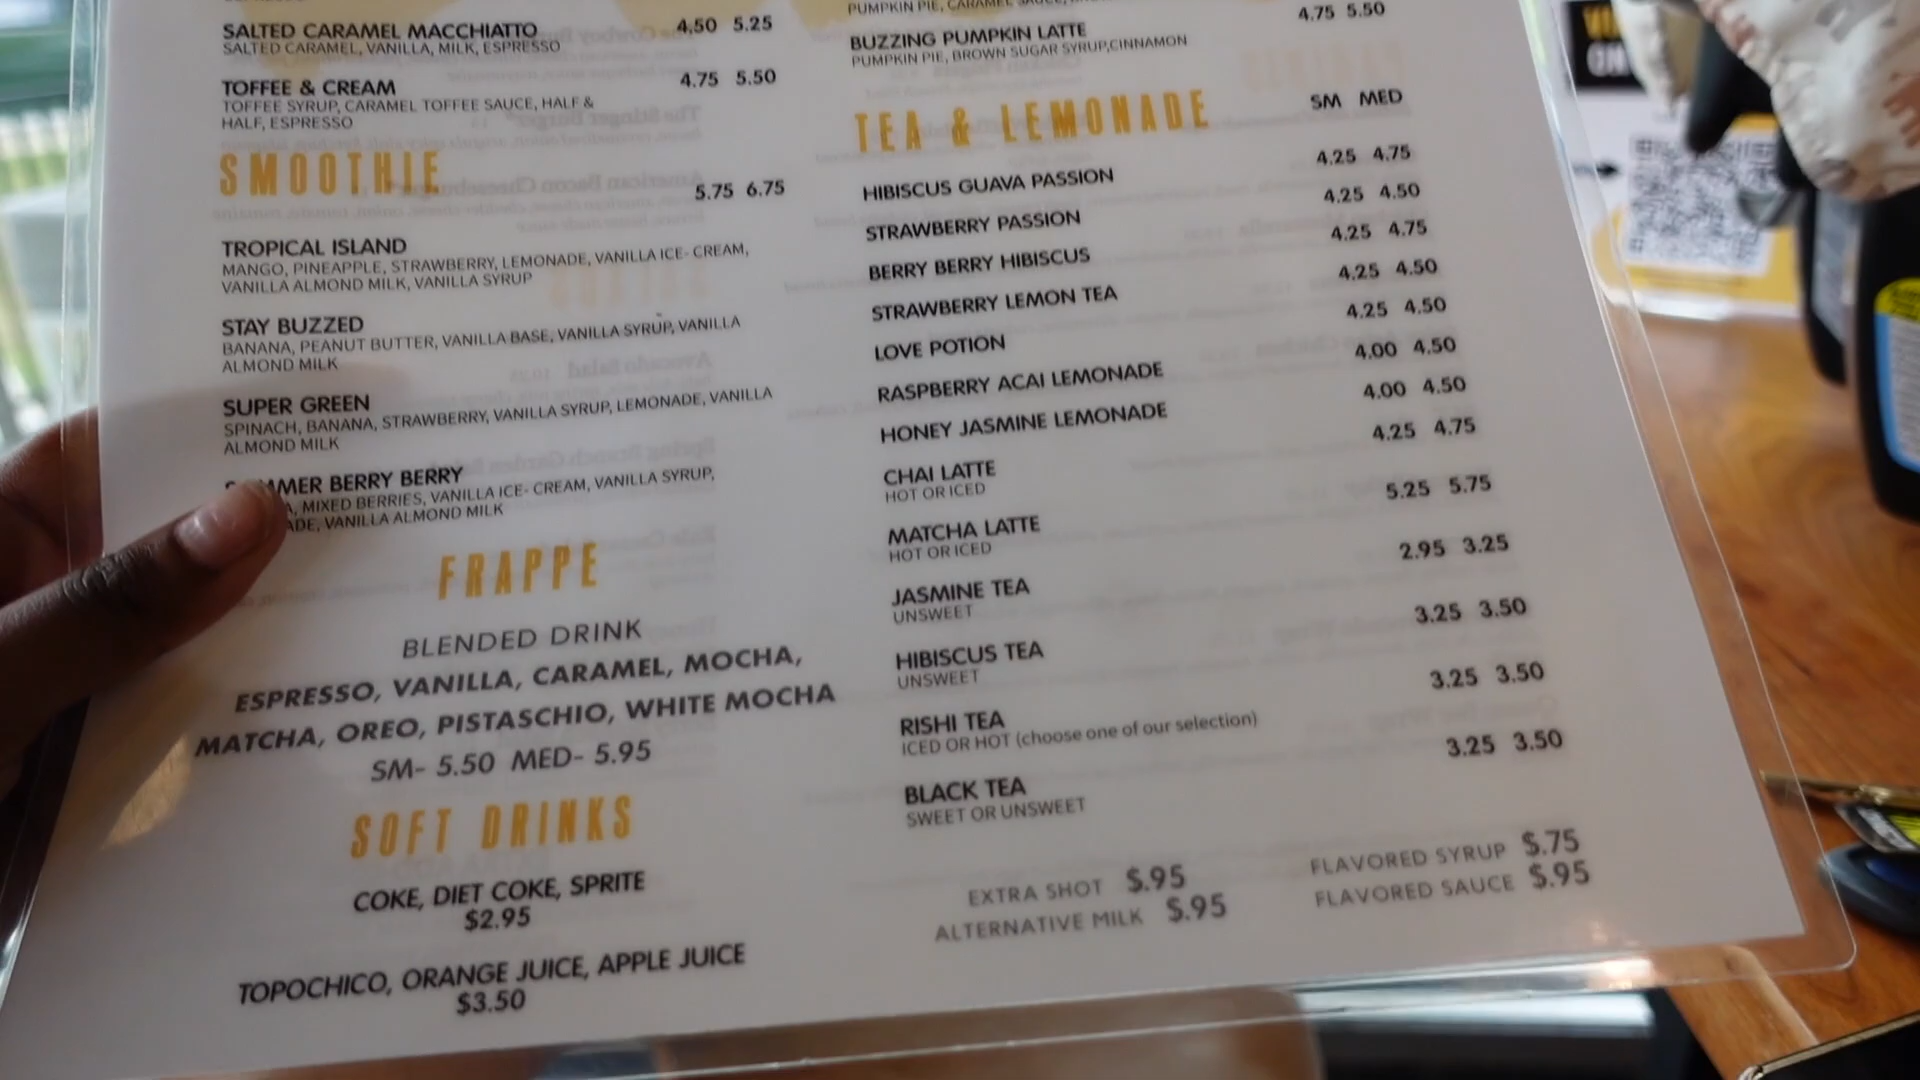 SALTED CARAMEL MACCHIATTO 4.50 5.25
SALTED CARAMEL, VANILLA, MILK, ESPRESSO
TOFFEE & CREAM 4.75 5.50
TOFFEE SYRUP, CARAMEL TOFFEE SAUCE, HALF &
HALF, ESPRESSO
SMOOTHIE
5.75 6.75
TROPICAL ISLAND
MANGO, PINEAPPLE, STRAWBERRY, LEMONADE, VANILLA ICE- CREAM,
VANILLA ALMOND MILK, VANILLA SYRUP
STAY BUZZED
BANANA, PEANUT BUTTER, VANILLA BASE, VANILLA SYRUP, VANILLA
ALMOND MILK
SUPER GREEN
SPINACH, BANANA, STRAWBERRY, VANILLA SYRUP, LEMONADE, VANILLA
ALMOND MILK
BERRY BERRY
MIXED BERRIES, VANILLA ICE- CREAM, VANILLA SYRUP,
VANILLA ALMOND MILK
FRAPPE
BLENDED DRINK
ESPRESSO, VANILLA, CARAMEL, MOCHA,
MATCHA, OREO, PISTASCHIO, WHITE MOCHA
SM- 5.50 MED- 5.95
SOFT DRINKS
COKE, DIET COKE, SPRITE
$2.95
TOPOCHICO, ORANGE JUICE, APPLE JUICE
$3.50
PUMPKIN PIE, CARAMEL
BUZZING PUMPKIN LATTE 4.75 5.50
PUMPKIN PIE, BROWN SUGAR SYRUP,CINNAMON
TEA & LEMONADE SM MED
HIBISCUS GUAVA PASSION 4.25 4.75
STRAWBERRY PASSION 4.25 4.50
BERRY BERRY HIBISCUS 4.25 4.75
STRAWBERRY LEMON TEA 4.25 4.50
LOVE POTION 4.25 4.50
RASPBERRY ACAI LEMONADE 4.00 4.50
HONEY JASMINE LEMONADE 4.00 4.50
CHAI LATTE 4.25 4.75
HOT OR ICED
MATCHA LATTE 5.25 5.75
HOT OR ICED
JASMINE TEA 2.95 3.25
UNSWEET
HIBISCUS TEA 3.25 3.50
UNSWEET
RISHI TEA 3.25 3.50
ICED OR HOT (choose one of our selection)
BLACK TEA 3.25 3.50
SWEET OR UNSWEET
EXTRA SHOT $.95
ALTERNATIVE MILK $.95
FLAVORED SYRUP $.75
FLAVORED SAUCE $.95